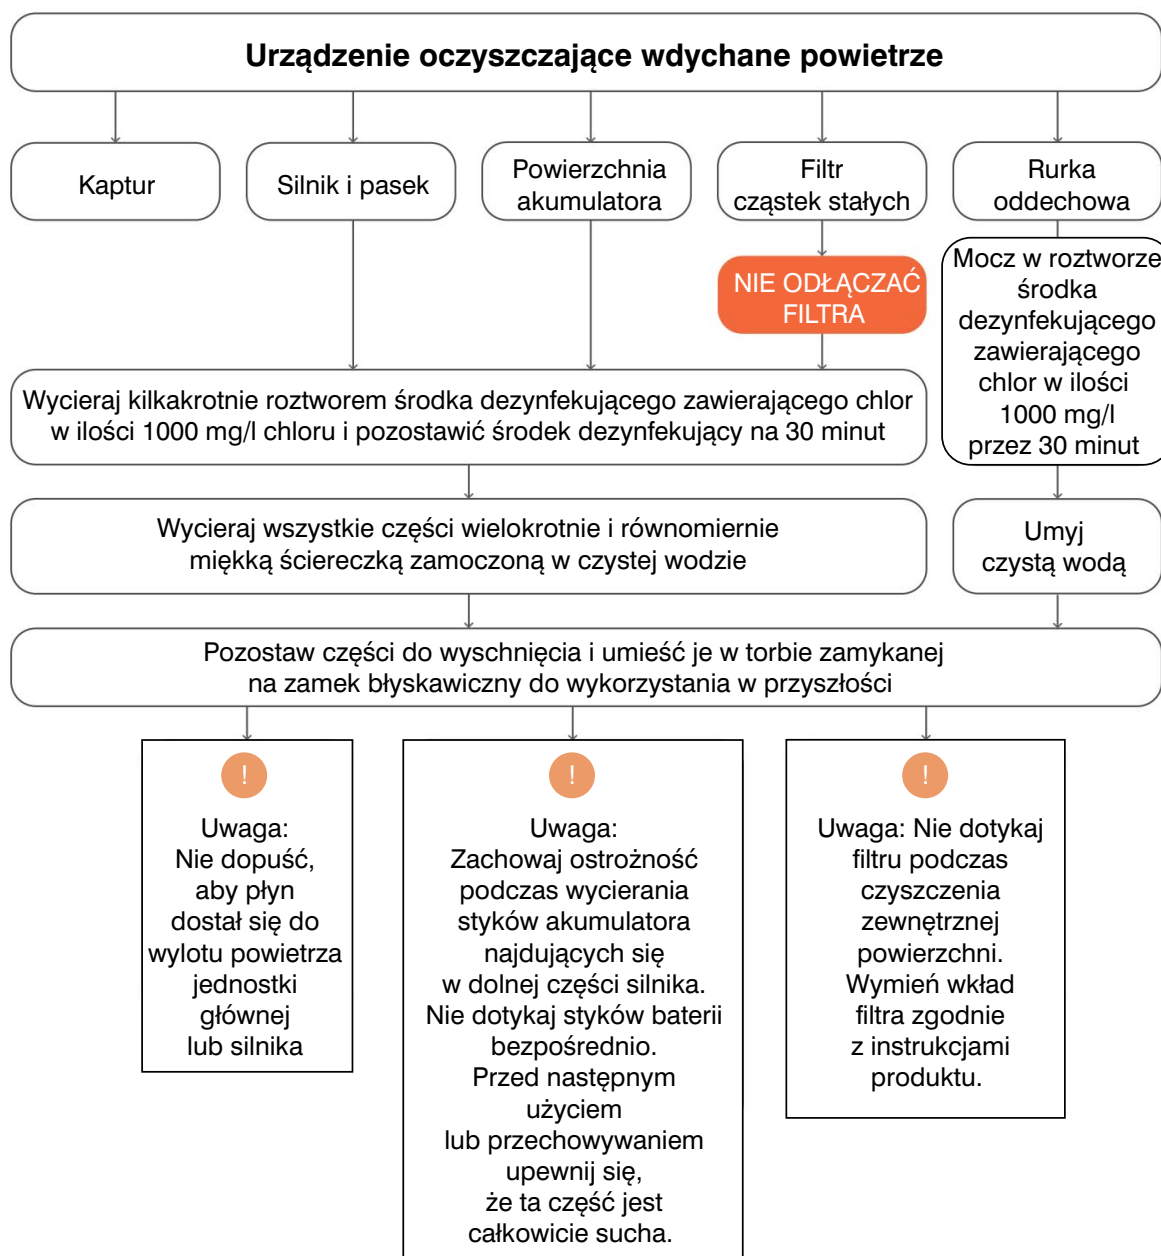 Urządzenie oczyszczające wdychane powietrze
Kaptur
Silnik i pasek
Powierzchnia
akumulatora
Filtr
cząstek stałych
Rurka
oddechowa
NIE ODŁĄCZAĆ
FILTRA
Mocz w roztworze
środka
dezynfekującego
zawierającego
chlor w ilości
1000 mg/l
przez 30 minut
Wycieraj kilkakrotnie roztworem środka dezynfekującego zawierającego chlor
w ilości 1000 mg/l chloru i pozostawić środek dezynfekujący na 30 minut
Wycieraj wszystkie części wielokrotnie i równomiernie
miękką ściereczką zamoczoną w czystej wodzie
Umyj
czystą wodą
Pozostaw części do wyschnięcia i umieść je w torbie zamykanej
na zamek błyskawiczny do wykorzystania w przyszłości
!
Uwaga:
Nie dopuść,
aby płyn
dostał się do
wylotu powietrza
jednostki
głównej
lub silnika
!
Uwaga:
Zachowaj ostrożność
podczas wycierania
styków akumulatora
najdujących się
w dolnej części silnika.
Nie dotykaj styków baterii
bezpośrednio.
Przed następnym
użyciem
lub przechowywaniem
upewnij się,
że ta część jest
całkowicie sucha.
!
Uwaga: Nie dotykaj
filtru podczas
czyszczenia
zewnętrznej
powierzchni.
Wymień wkład
filtra zgodnie
z instrukcjami
produktu.